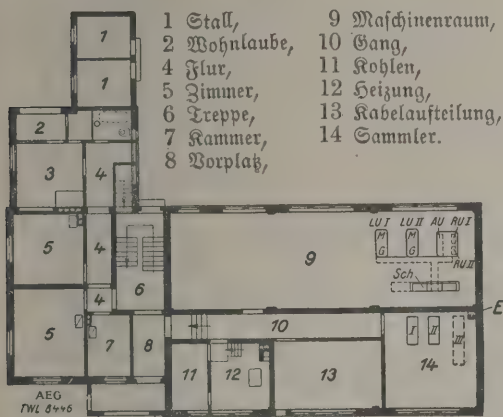 1 Stall,
2 Wohnlaube,
4 Flur,
5 Zimmer,
6 Treppe,
7 Kammer,
8 Vorplatz,
9 Maschinenraum,
10 Gang,
11 Kohlen,
12 Heizung,
13 Kabelaufteilung,
14 Sammler.
1
1
2
3
4
5
4
6
9
LU I LU II AU RU I
M M
G G
RU II
Sch
4
E
5
7
8
10
11
12
13
I II III
14
AEG
TWL 8446